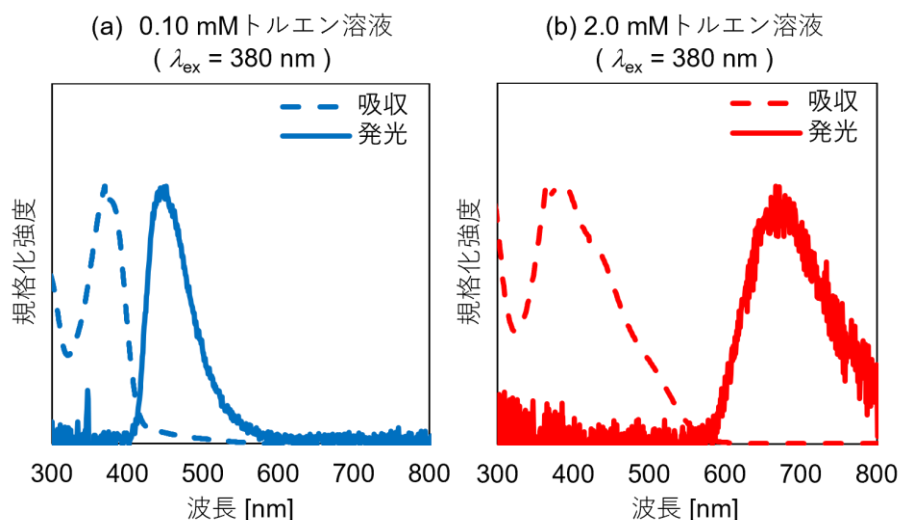 (a) 0.10 mMトルエン溶液
( λex = 380 nm )
吸収
発光
規格化強度
300 400 500 600 700 800
波長 [nm]
(b) 2.0 mMトルエン溶液
( λex = 380 nm )
吸収
発光
規格化強度
300 400 500 600 700 800
波長 [nm]